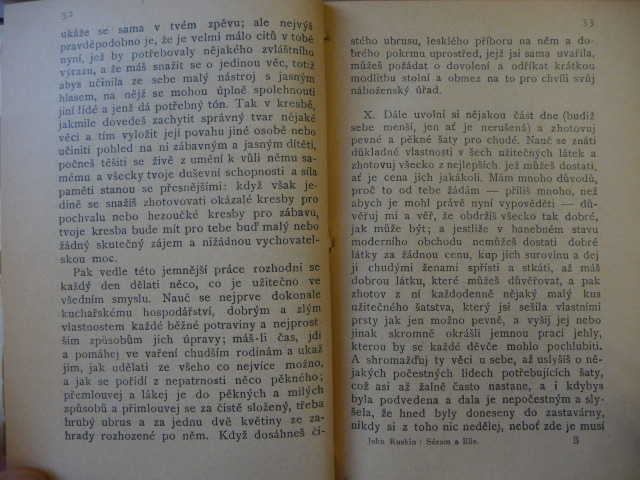 32
ukáže se sama v tvém zpěvu; ale nejvýš
pravděpodobno je, že je velmi málo citů v tobě
nyní, jež by potřebovaly nějakého zvláštního
výrazu, a že máš snažit se o jedinou věc, totiž
abys učinila ze sebe malý nástroj s jasným
hlasem, na nějž se mohou úplně spolehnouti
jiní lidé a jenž dá potřebný tón. Tak v kresbě,
jakmile dovedeš zachytit správný tvar nějaké
věci a tím vyložit její povahu jiné osobě nebo
učiniti pohled na ní zábavným a jasným dítěti,
počneš těšiti se živě z umění k vůli němu sa-
mému a všecky tvoje duševní schopnosti a síla
paměti stanou se přesnějšími: když však je-
dině se snažíš zhotovovati okázalé kresby pro
pochvalu nebo hezoučké kresby pro zábavu,
tvoje kresba bude mít pro tebe buď malý nebo
žádný skutečný zájem a nižádnou vychovatel-
skou moc.
Pak vedle této jemnější práce rozhodni se
každý den dělati něco, co je užitečno ve
všedním smyslu. Nauč se nejprve dokonale
kuchařskému hospodářství, dobrým a zlým
vlastnostem každé běžné potraviny a nejprost-
ším způsobům jich úpravy; máš-li čas, jdi
a pomáhej ve vaření chudším rodinám a ukaž
jim, jak udělati ze všeho co nejvíce možno,
a jak se pořídí z nepatrnosti něco pěkného;
přemlouvej a lákej je do pěkných a milých
způsobů a přimlouvej se za čistě složený, třeba
hrubý ubrus a za jednu dvě květiny ze za-
hrady rozhozené po něm. Když dosáhneš či-
33
stého ubrusu, lesklého příboru na něm a do-
brého pokrmu uprostřed, jejž jsi sama uvařila,
můžeš požádat o dovolení a odříkat krátkou
modlitbu stolní a obmez na to pro chvíli svůj
náboženský úřad.
X. Dále uvolni si nějakou část dne (budiž
sebe menší, jen ať je nerušená) a zhotovuj
pevné a pěkné šaty pro chudé. Nauč se znáti
důkladné vlastnosti v šech užitečných látek a
zhotovuj všecko z nejlepších, jež můžeš dostati,
ať je cena jich jakákoli. Mám mnoho důvodů,
proč to od tebe žádám — příliš mnoho, než
abych je mohl právě nyní vypověděti — dů-
věřuj mi a věř, že obdržíš všecko tak dobré,
jak může být; a jestliže v hanebném stavu
moderního obchodu nemůžeš dostati dobré
látky za žádnou cenu, kup jich surovinu a dej
ji chudými ženami spřísti a stkáti, až máš
dobrou látku, které můžeš důvěřovat, a pak
zhotov z ní každodenně nějaký malý kus
užitečného šatstva, který jsi sešila vlastními
prsty jak jen možno pevně, a vyšij jej nebo
jinak skromně okrášli jemnou prací jehly,
kterou by se každé děvče mohlo pochlubiti.
A shromažďuj ty věci u sebe, až uslyšíš o ně-
jakých počestných lidech potřebujících šaty,
což asi až žalně často nastane, a i kdybys
byla podvedena a dala je nepočestným a sly-
šela, že hned byly doneseny do zastavárny,
nikdy si z toho nic nedělej, neboť zde je musí
John Ruskin: Sézam a lilie.
3